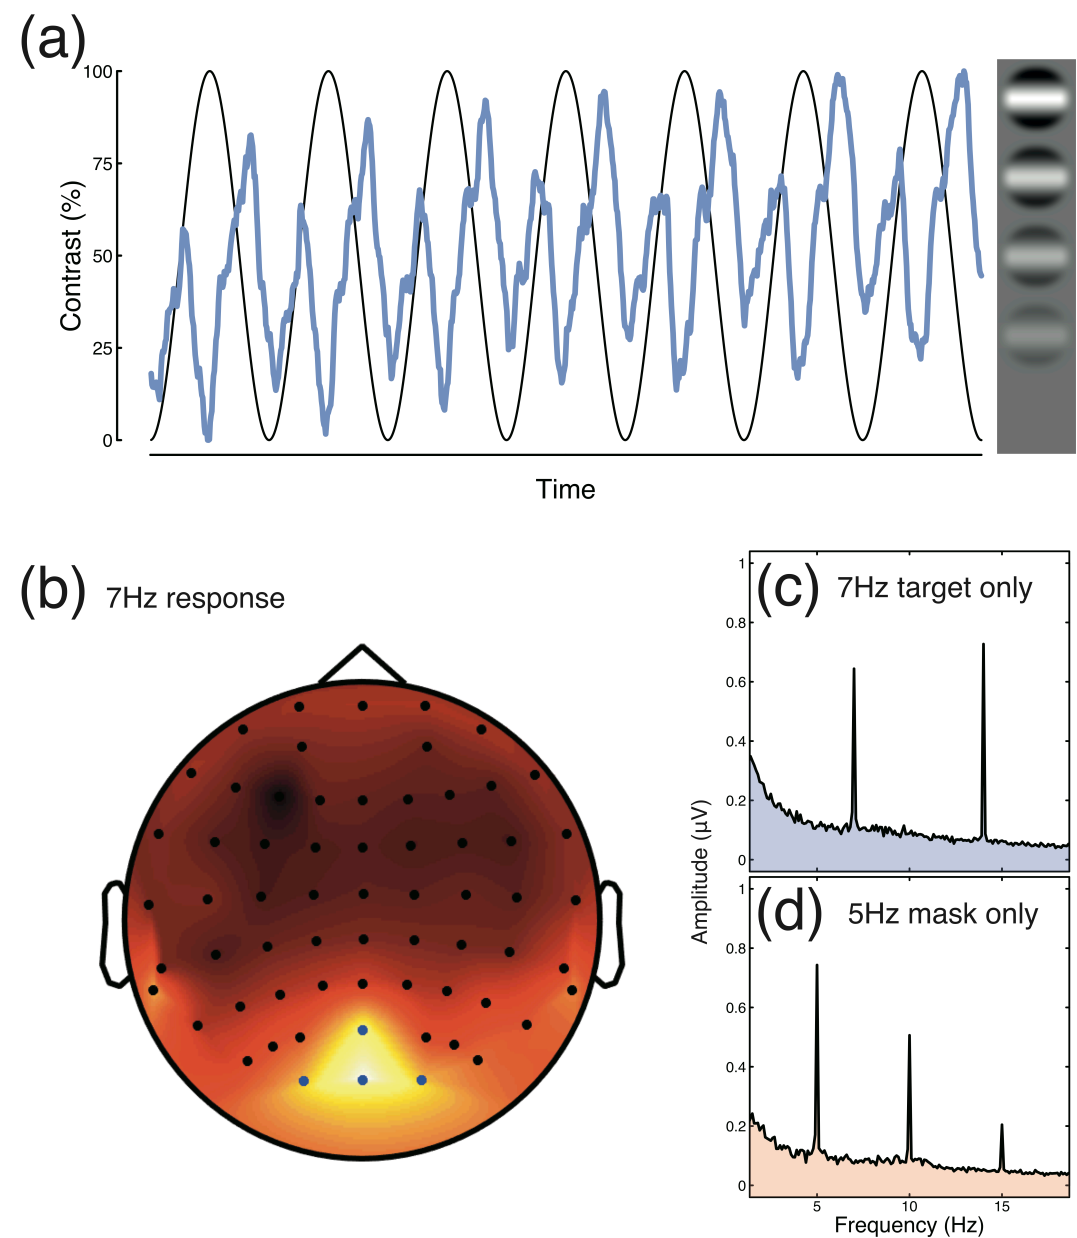 (a)
100
75
50
25
0
Contrast (%)
Time
(b) 7Hz response
(c) 7Hz target only
1
0.8
0.6
0.4
0.2
0
Amplitude (µV)
(d) 5Hz mask only
1
0.8
0.6
0.4
0.2
0
5 10 15
Frequency (Hz)